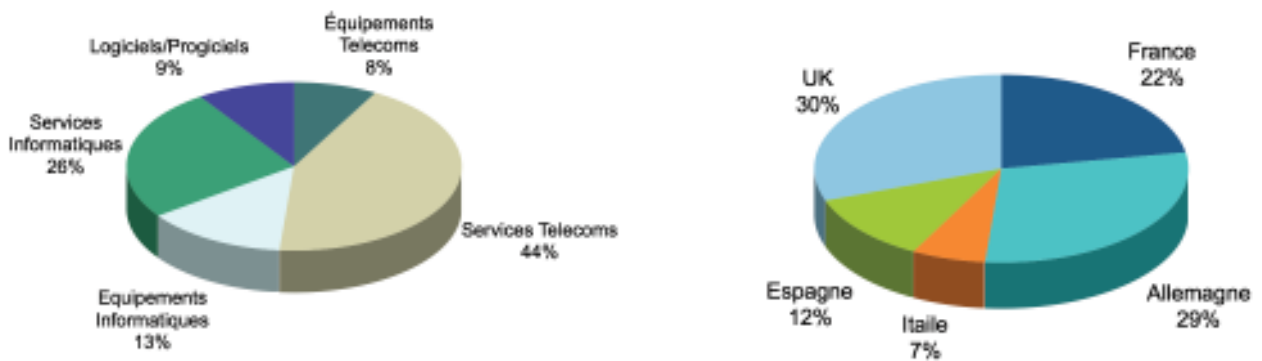 Équipements
Telecoms
8%
Logiciels/Progiciels
9%
Services
Informatiques
26%
Services Telecoms
44%
Equipements
Informatiques
13%
France
22%
UK
30%
Allemagne
29%
Espagne
12%
Itaile
7%